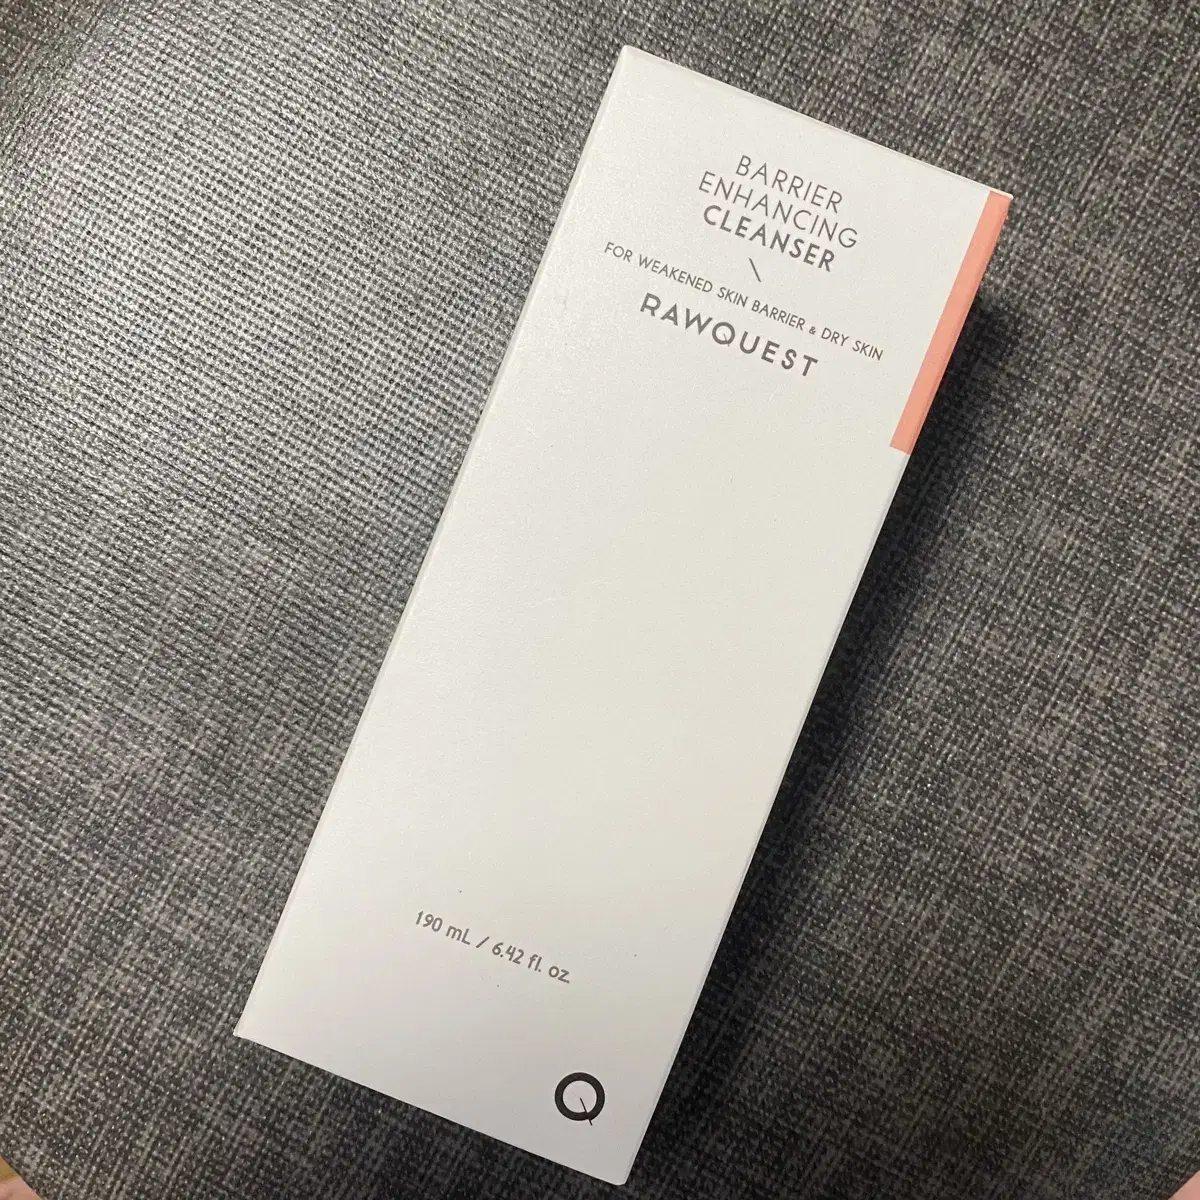 BARRIER
ENHANCING
CLEANSER
\
FOR WEAKENED SKIN BARRIER & DRY SKIN
RAWQUEST
190 mL / 6.42 fl. oz.
Q